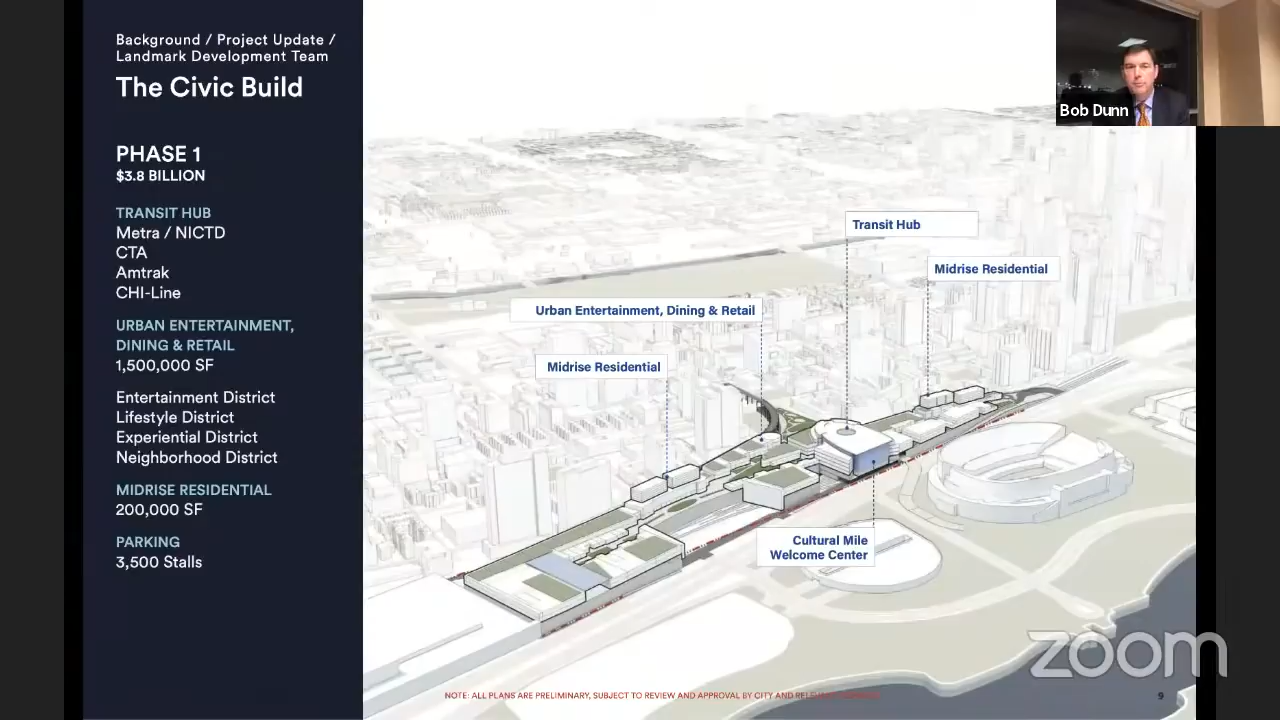 Background / Project Update /
Landmark Development Team
The Civic Build
PHASE 1
$3.8 BILLION
TRANSIT HUB
Metra / NICTD
CTA
Amtrak
CHI-Line
URBAN ENTERTAINMENT,
DINING & RETAIL
1,500,000 SF
Entertainment District
Lifestyle District
Experiential District
Neighborhood District
MIDRISE RESIDENTIAL
200,000 SF
PARKING
3,500 Stalls
Bob Dunn
Transit Hub
Midrise Residential
Urban Entertainment, Dining & Retail
Midrise Residential
Cultural Mile
Welcome Center
zoom
NOTE: ALL PLANS ARE PRELIMINARY, SUBJECT TO REVIEW AND APPROVAL BY CITY AND
9